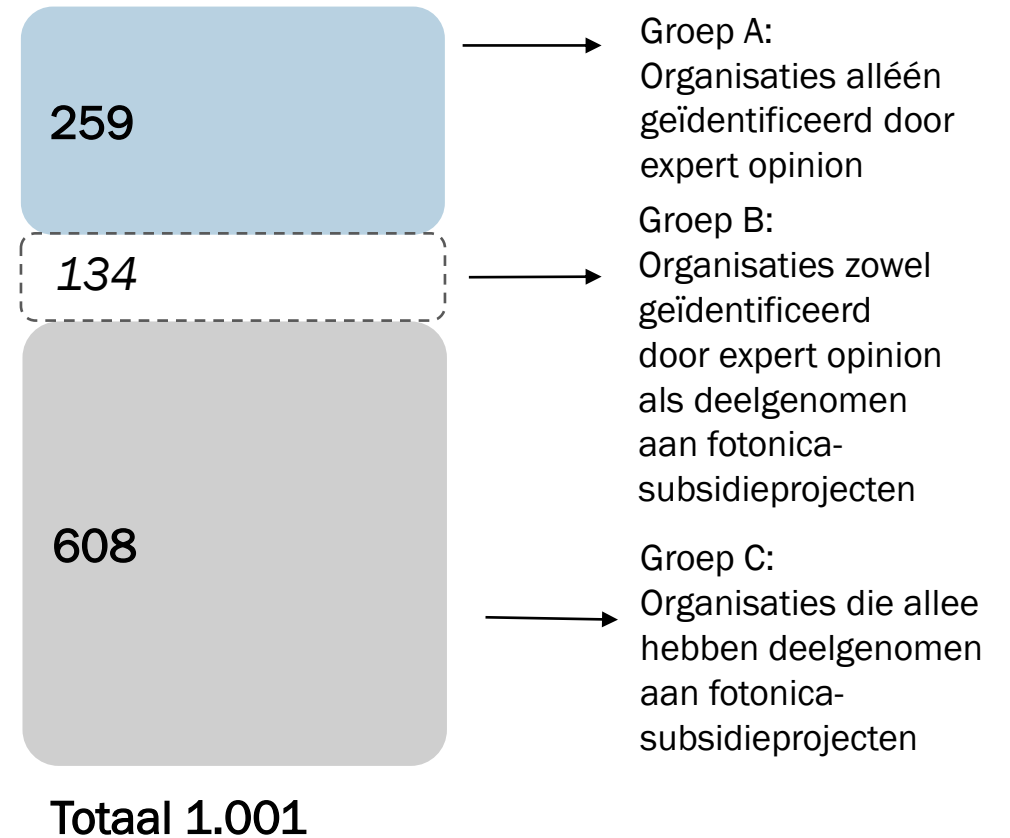 259
Groep A:
Organisaties alléén
geïdentificeerd door
expert opinion
134
Groep B:
Organisaties zowel
geïdentificeerd
door expert opinion
als deelgenomen
aan fotonica-
subsidieprojecten
608
Groep C:
Organisaties die allee
hebben deelgenomen
aan fotonica-
subsidieprojecten
Totaal 1.001